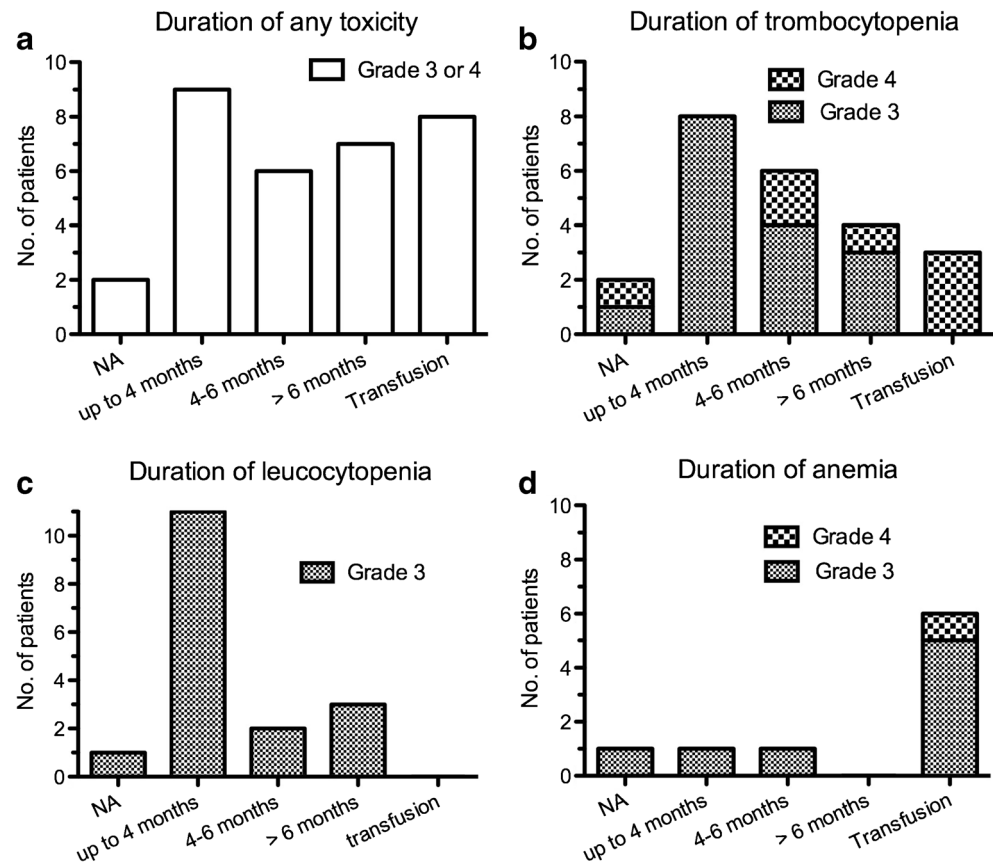 a
Duration of any toxicity
Grade 3 or 4
No. of patients
10
8
6
4
2
0
NA
up to 4 months
4-6 months
> 6 months
Transfusion
b
Duration of trombocytopenia
Grade 4
Grade 3
No. of patients
10
8
6
4
2
0
NA
up to 4 months
4-6 months
> 6 months
Transfusion
c
Duration of leucocytopenia
Grade 3
No. of patients
10
8
6
4
2
0
NA
up to 4 months
4-6 months
> 6 months
transfusion
d
Duration of anemia
Grade 4
Grade 3
No. of patients
10
8
6
4
2
0
NA
up to 4 months
4-6 months
> 6 months
Transfusion